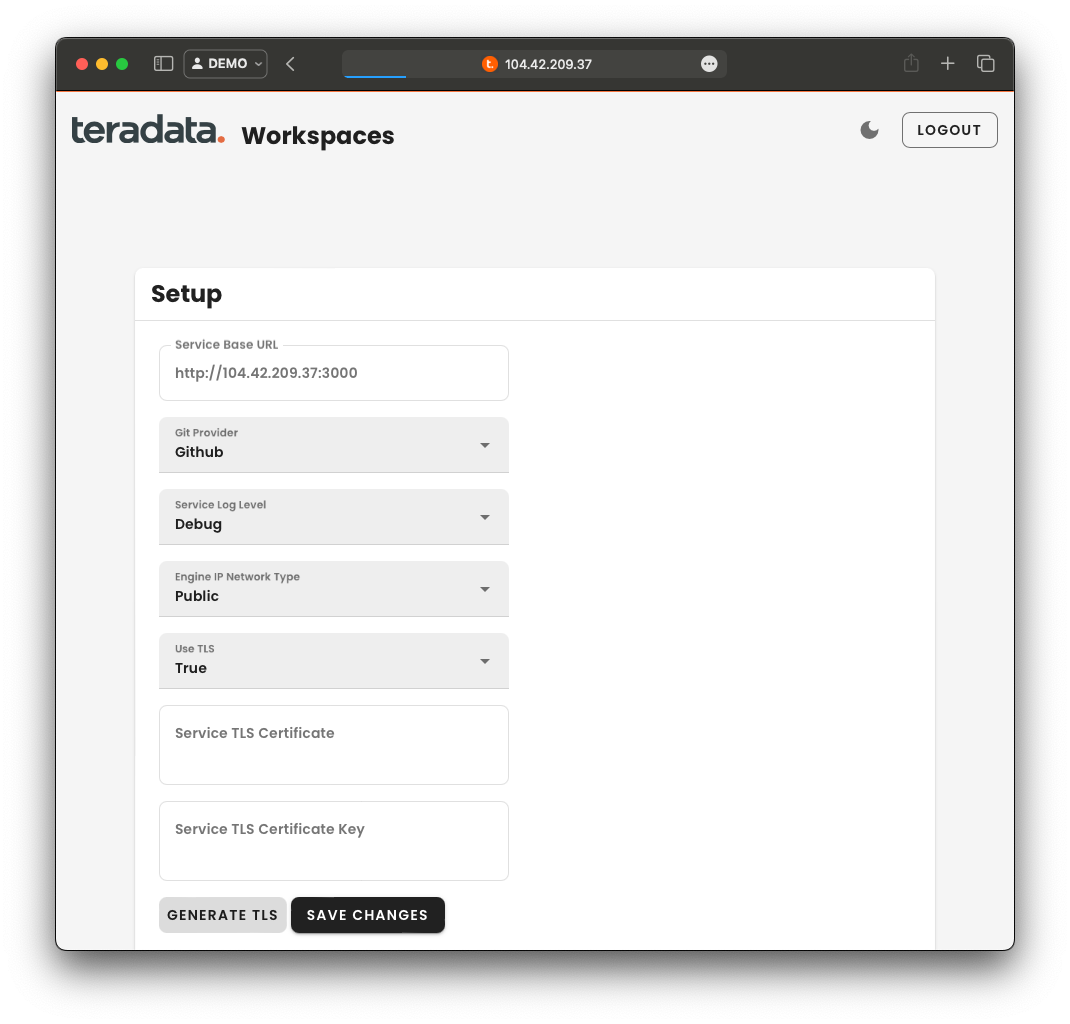 DEMO
104.42.209.37
teradata. Workspaces
LOGOUT
Setup
Service Base URL
http://104.42.209.37:3000
Git Provider
Github
Service Log Level
Debug
Engine IP Network Type
Public
Use TLS
True
Service TLS Certificate
Service TLS Certificate Key
GENERATE TLS SAVE CHANGES